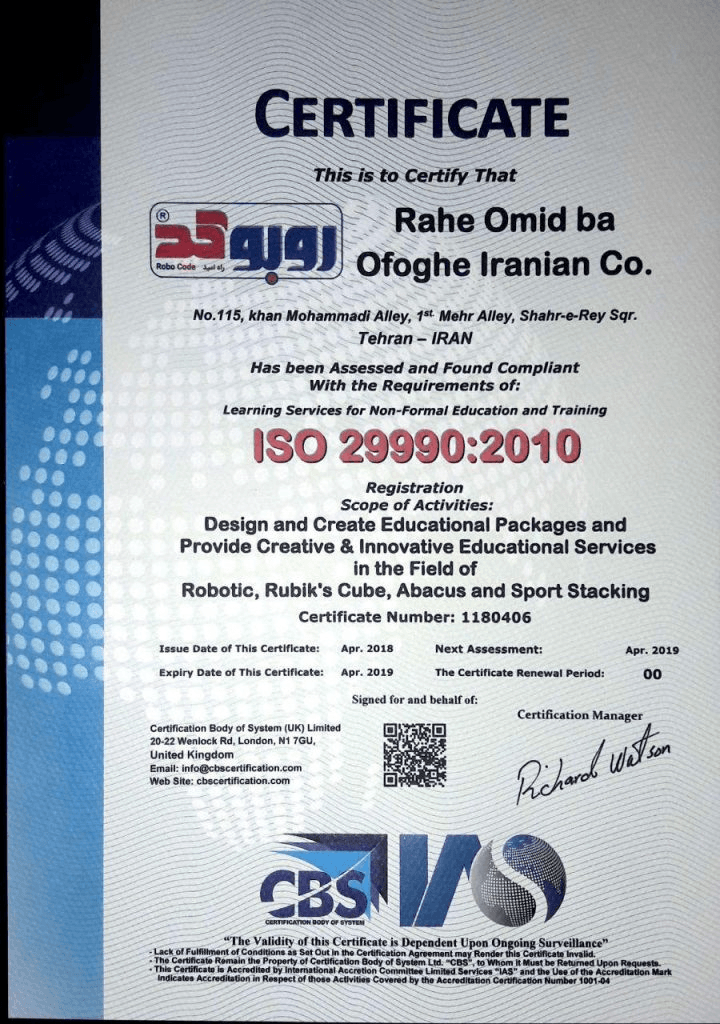 CERTIFICATE
This is to Certify That
®
روبو کد
Robo Code راه امید
Rahe Omid ba
Ofoghe Iranian Co.
No.115, khan Mohammadi Alley, 1st. Mehr Alley, Shahr-e-Rey Sqr.
Tehran – IRAN
Has been Assessed and Found Compliant
With the Requirements of:
Learning Services for Non-Formal Education and Training
ISO 29990:2010
Registration
Scope of Activities:
Design and Create Educational Packages and
Provide Creative & Innovative Educational Services
in the Field of
Robotic, Rubik's Cube, Abacus and Sport Stacking
Certificate Number: 1180406
Issue Date of This Certificate: Apr. 2018 Next Assessment: Apr. 2019
Expiry Date of This Certificate: Apr. 2019 The Certificate Renewal Period: 00
Signed for and behalf of:
Certification Manager
Certification Body of System (UK) Limited
20-22 Wenlock Rd, London, N1 7GU,
United Kingdom
Email: info@cbscertification.com
Web Site: cbscertification.com
Richard Watson
CBS
CERTIFICATION BODY OF SYSTEM
IAS
“The Validity of this Certificate is Dependent Upon Ongoing Surveillance”
- Lack of Fulfillment of Conditions as Set Out in the Certification Agreement may Render this Certificate Invalid.
- The Certificate Remain the Property of Certification Body of System Ltd. "CBS", to Whom It Must be Returned Upon Requests.
- This Certificate is Accredited by International Accretion Committee Limited Services "IAS" and the Use of the Accreditation Mark
Indicates Accreditation in Respect of those Activities Covered by the Accreditation Certification Number 1001-04